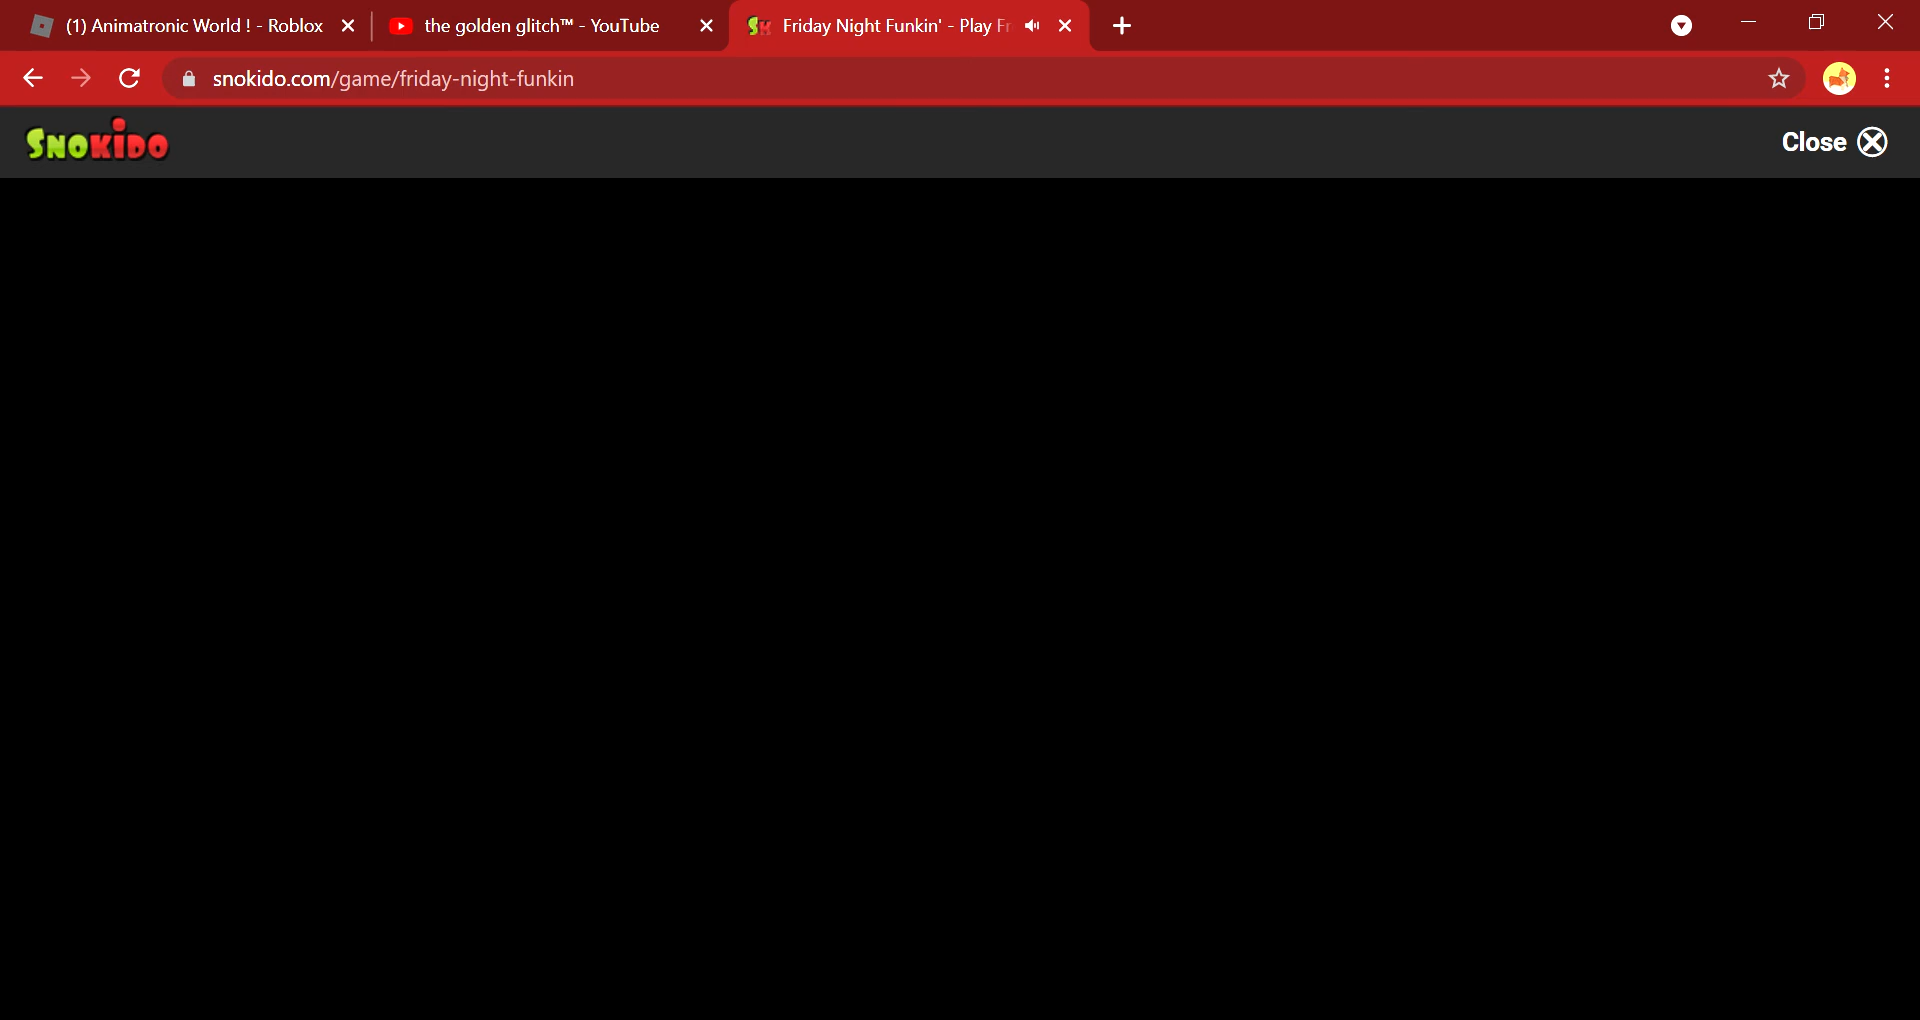 (1) Animatronic World ! - Roblox
the golden glitch™ - YouTube
Friday Night Funkin' - Play Fr
snokido.com/game/friday-night-funkin
SNOKIDO
Close